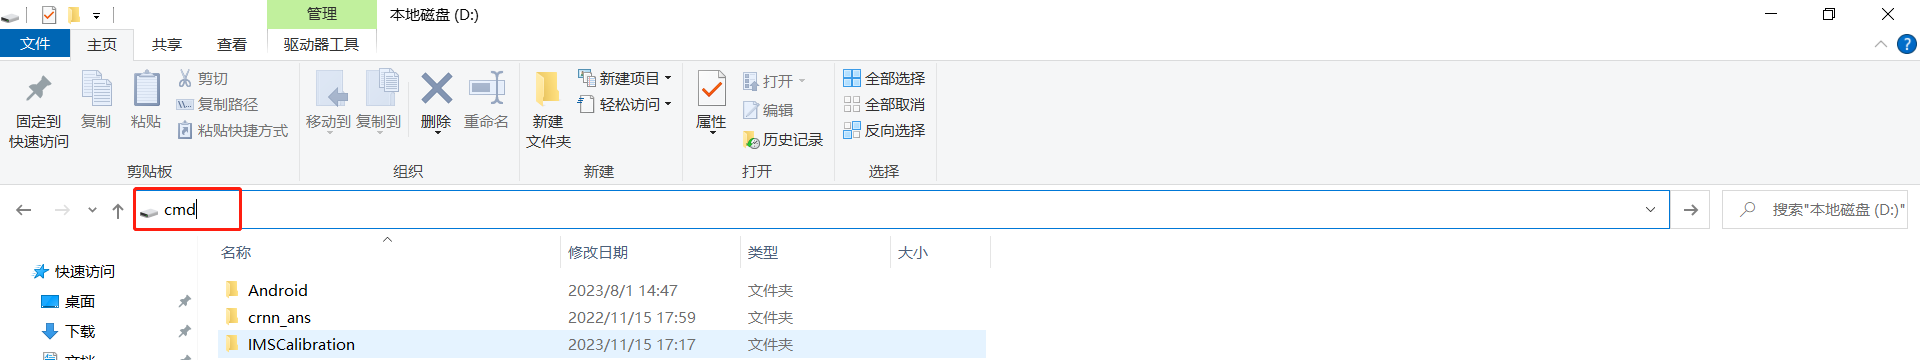 管理
本地磁盘 (D:)
文件 主页 共享 查看 驱动器工具
固定到
快速访问
复制
粘贴
剪切
复制路径
粘贴快捷方式
剪贴板
移动到
复制到
删除
重命名
组织
新建
文件夹
新建项目
轻松访问
新建
属性
打开
编辑
历史记录
打开
全部选择
全部取消
反向选择
选择
cmd
搜索"本地磁盘 (D:)"
名称 修改日期 类型 大小
快速访问
桌面
下载
Android 2023/8/1 14:47 文件夹
crnn_ans 2022/11/15 17:59 文件夹
IMSCalibration 2023/11/15 17:17 文件夹